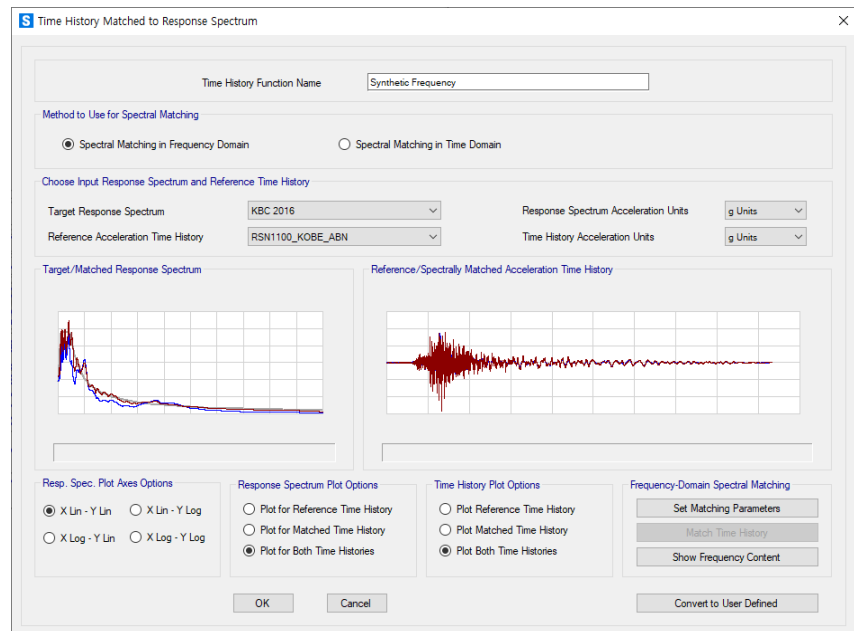 S Time History Matched to Response Spectrum
Time History Function Name Synthetic Frequency
Method to Use for Spectral Matching
Spectral Matching in Frequency Domain Spectral Matching in Time Domain
Choose Input Response Spectrum and Reference Time History
Target Response Spectrum KBC 2016 Response Spectrum Acceleration Units g Units
Reference Acceleration Time History RSN1100_KOBE_ABN Time History Acceleration Units g Units
Target/Matched Response Spectrum Reference/Spectrally Matched Acceleration Time History
Resp. Spec. Plot Axes Options
X Lin - Y Lin X Lin - Y Log
X Log - Y Lin X Log - Y Log
Response Spectrum Plot Options
Plot for Reference Time History
Plot for Matched Time History
Plot for Both Time Histories
Time History Plot Options
Plot Reference Time History
Plot Matched Time History
Plot Both Time Histories
Frequency-Domain Spectral Matching
Set Matching Parameters
Match Time History
Show Frequency Content
OK Cancel Convert to User Defined